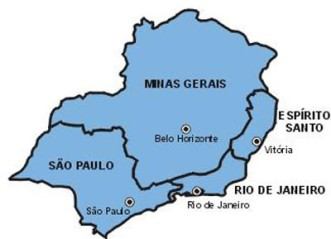 MINAS GERAIS
ESPÍRITO
SANTO
Belo Horizonte
Vitória
SÃO PAULO
RIO DE JANEIRO
São Paulo
Rio de Janeiro